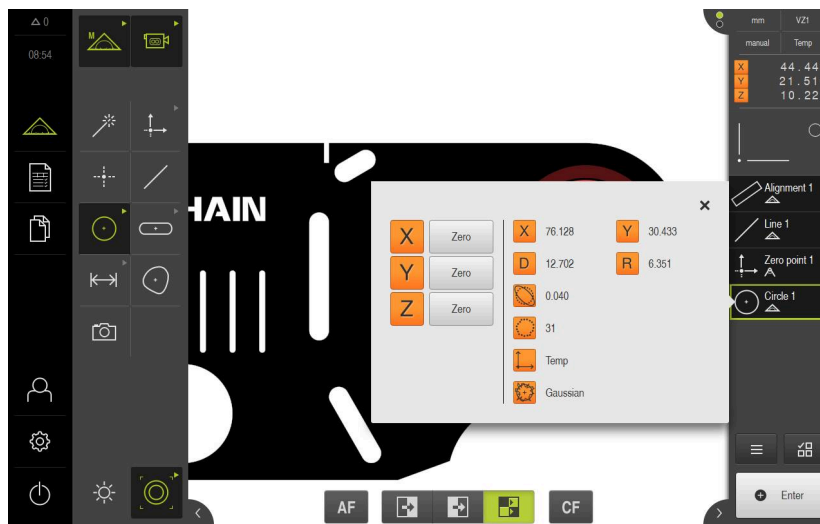 0
08:54
M
HAIN
mm VZ1
manual Temp
X 44.44
Y 21.51
Z 10.22
X Zero
Y Zero
Z Zero
X 76.128 Y 30.433
D 12.702 R 6.351
0.040
31
Temp
Gaussian
Alignment 1
Line 1
Zero point 1
Circle 1
AF
CF
Enter